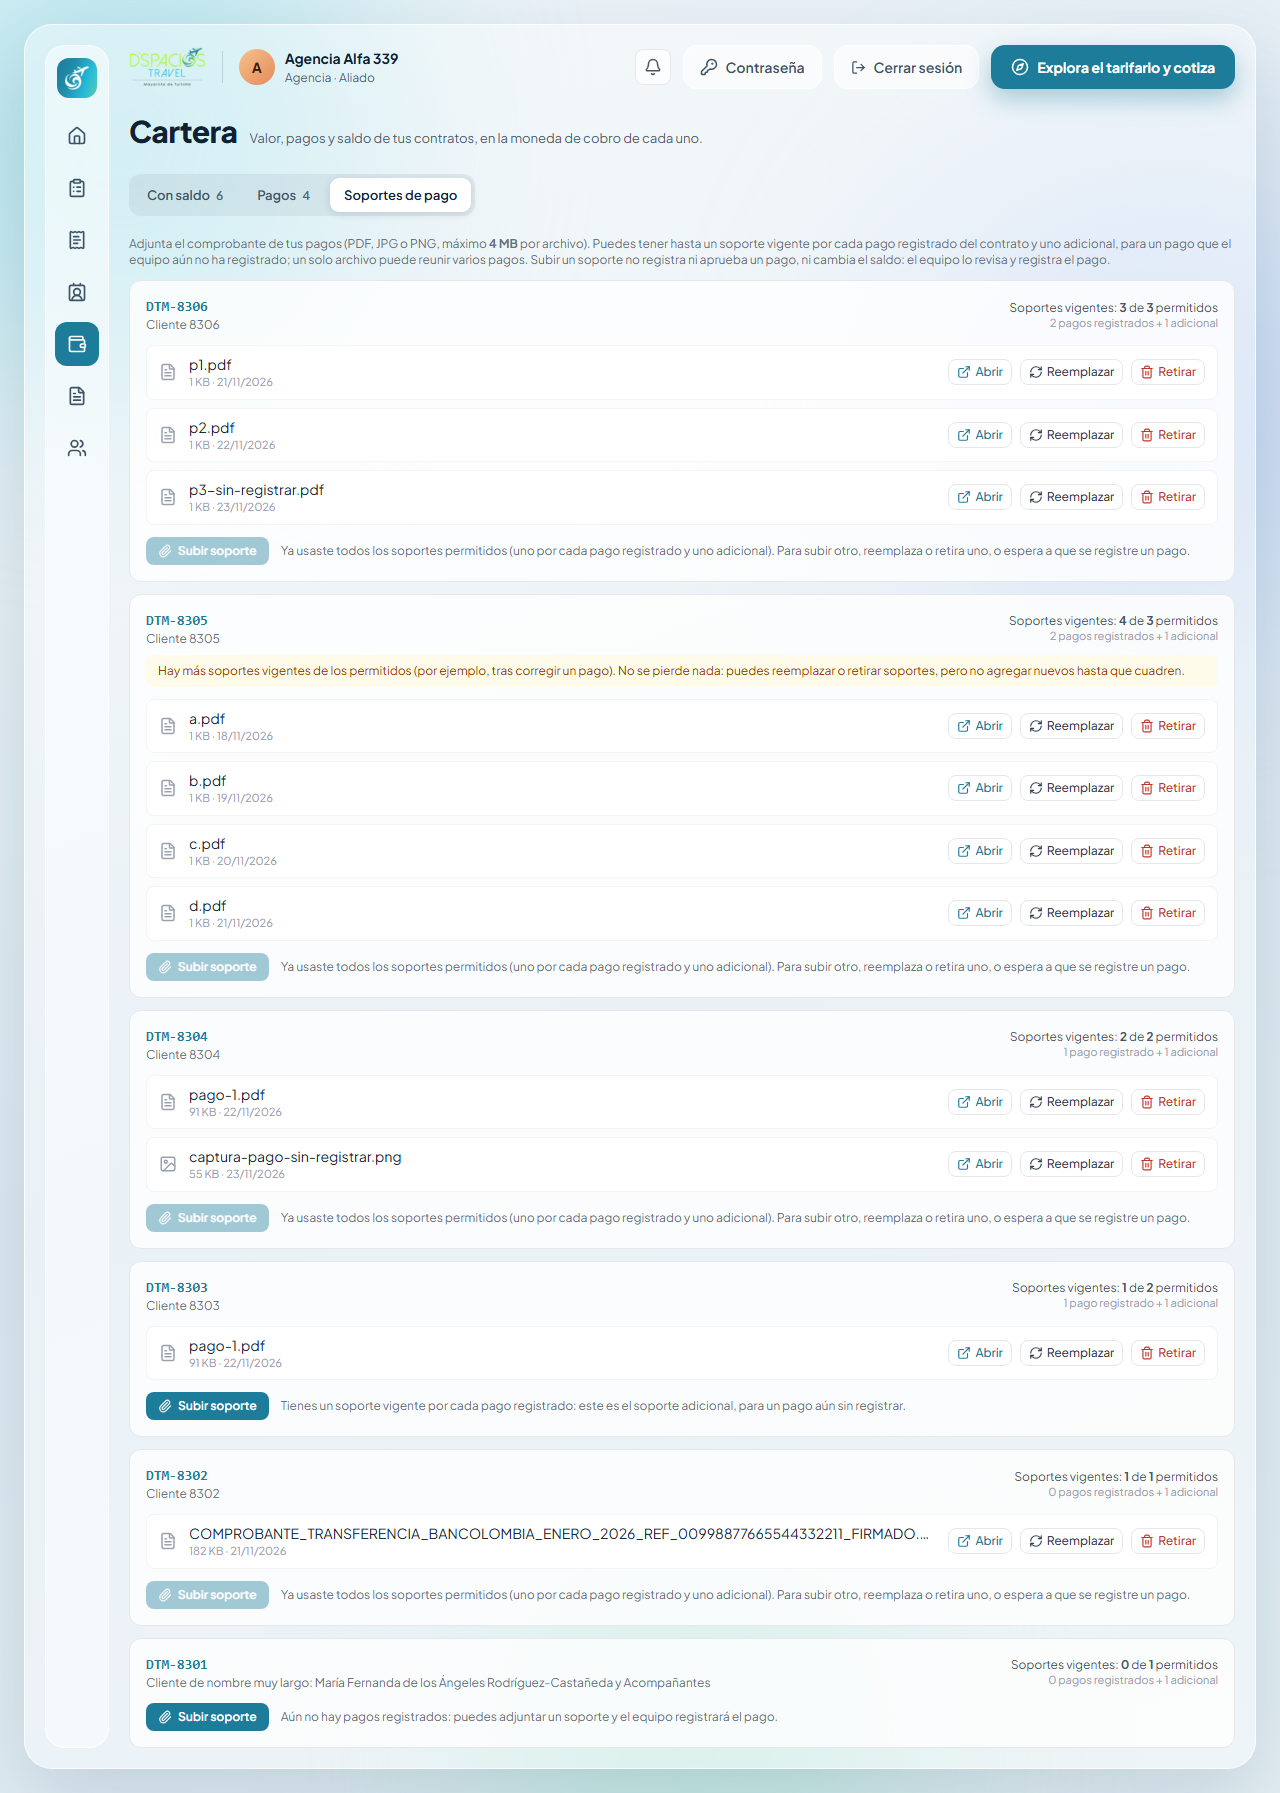 D'SPACIOS
TRAVEL
Mayorista de Turismo
A
Agencia Alfa 339
Agencia · Aliado
Contraseña
Cerrar sesión
Explora el tarifario y cotiza
Cartera
Valor, pagos y saldo de tus contratos, en la moneda de cobro de cada uno.
Con saldo 6
Pagos 4
Soportes de pago
Adjunta el comprobante de tus pagos (PDF, JPG o PNG, máximo 4 MB por archivo). Puedes tener hasta un soporte vigente por cada pago registrado del contrato y uno adicional, para un pago que el
equipo aún no ha registrado; un solo archivo puede reunir varios pagos. Subir un soporte no registra ni aprueba un pago, ni cambia el saldo: el equipo lo revisa y registra el pago.
DTM-8306
Cliente 8306
Soportes vigentes: 3 de 3 permitidos
2 pagos registrados + 1 adicional
p1.pdf
1 KB · 21/11/2026
Abrir Reemplazar Retirar
p2.pdf
1 KB · 22/11/2026
Abrir Reemplazar Retirar
p3-sin-registrar.pdf
1 KB · 23/11/2026
Abrir Reemplazar Retirar
Subir soporte Ya usaste todos los soportes permitidos (uno por cada pago registrado y uno adicional). Para subir otro, reemplaza o retira uno, o espera a que se registre un pago.
DTM-8305
Cliente 8305
Soportes vigentes: 4 de 3 permitidos
2 pagos registrados + 1 adicional
Hay más soportes vigentes de los permitidos (por ejemplo, tras corregir un pago). No se pierde nada: puedes reemplazar o retirar soportes, pero no agregar nuevos hasta que cuadren.
a.pdf
1 KB · 18/11/2026
Abrir Reemplazar Retirar
b.pdf
1 KB · 19/11/2026
Abrir Reemplazar Retirar
c.pdf
1 KB · 20/11/2026
Abrir Reemplazar Retirar
d.pdf
1 KB · 21/11/2026
Abrir Reemplazar Retirar
Subir soporte Ya usaste todos los soportes permitidos (uno por cada pago registrado y uno adicional). Para subir otro, reemplaza o retira uno, o espera a que se registre un pago.
DTM-8304
Cliente 8304
Soportes vigentes: 2 de 2 permitidos
1 pago registrado + 1 adicional
pago-1.pdf
91 KB · 22/11/2026
Abrir Reemplazar Retirar
captura-pago-sin-registrar.png
55 KB · 23/11/2026
Abrir Reemplazar Retirar
Subir soporte Ya usaste todos los soportes permitidos (uno por cada pago registrado y uno adicional). Para subir otro, reemplaza o retira uno, o espera a que se registre un pago.
DTM-8303
Cliente 8303
Soportes vigentes: 1 de 2 permitidos
1 pago registrado + 1 adicional
pago-1.pdf
91 KB · 22/11/2026
Abrir Reemplazar Retirar
Subir soporte Tienes un soporte vigente por cada pago registrado: este es el soporte adicional, para un pago aún sin registrar.
DTM-8302
Cliente 8302
Soportes vigentes: 1 de 1 permitidos
0 pagos registrados + 1 adicional
COMPROBANTE_TRANSFERENCIA_BANCOLOMBIA_ENERO_2026_REF_00998877665544332211_FIRMADO....
182 KB · 21/11/2026
Abrir Reemplazar Retirar
Subir soporte Ya usaste todos los soportes permitidos (uno por cada pago registrado y uno adicional). Para subir otro, reemplaza o retira uno, o espera a que se registre un pago.
DTM-8301
Cliente de nombre muy largo: María Fernanda de los Ángeles Rodríguez-Castañeda y Acompañantes
Soportes vigentes: 0 de 1 permitidos
0 pagos registrados + 1 adicional
Subir soporte Aún no hay pagos registrados: puedes adjuntar un soporte y el equipo registrará el pago.